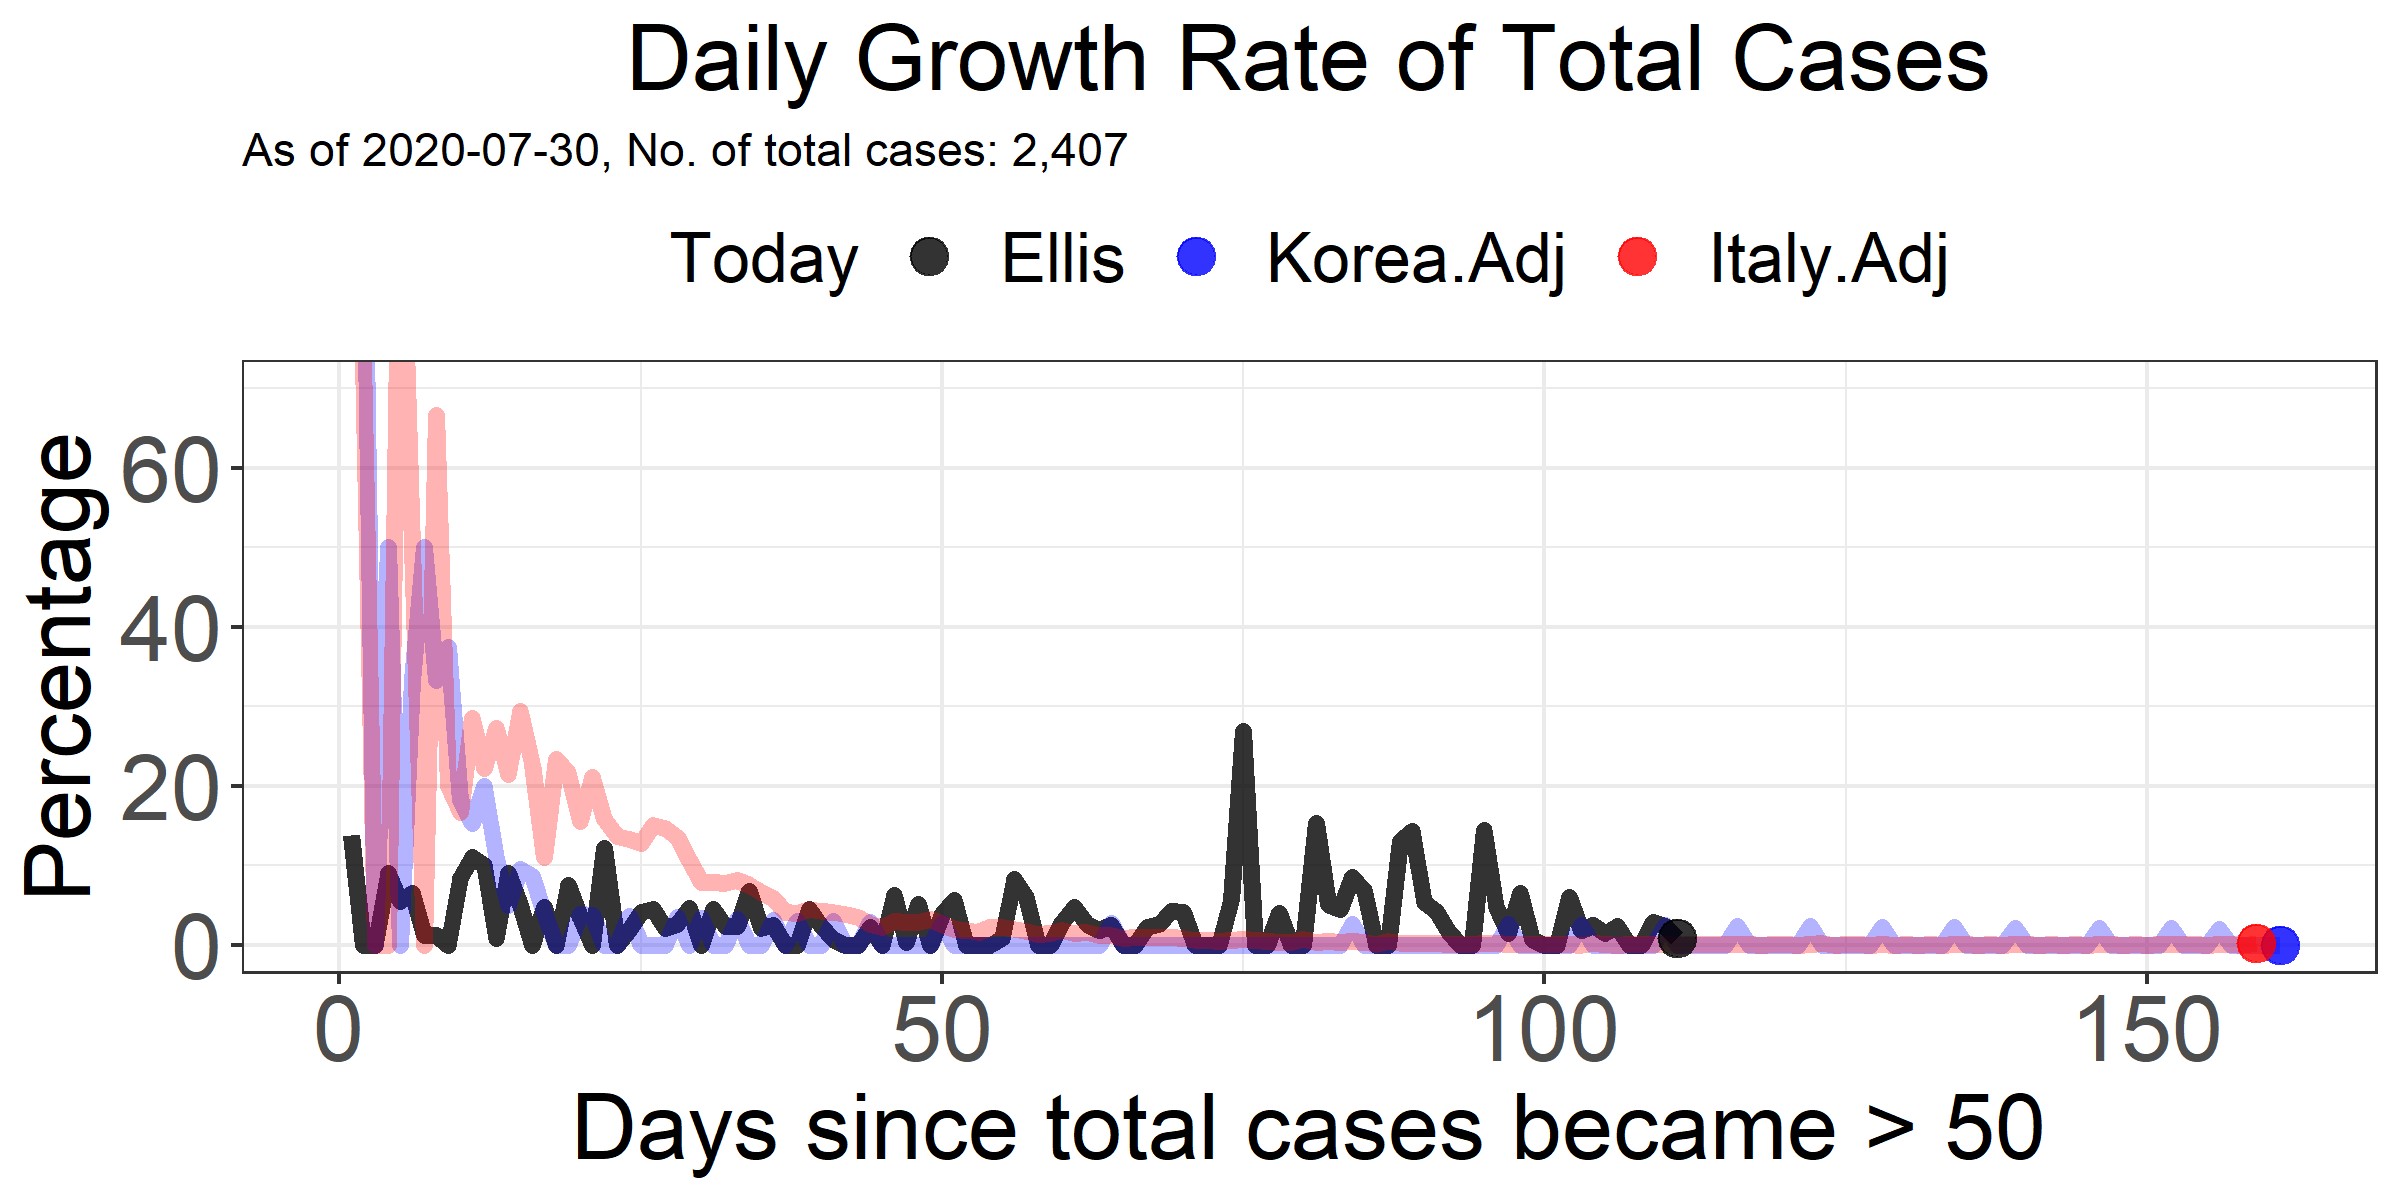 Daily Growth Rate of Total Cases
As of 2020-07-30, No. of total cases: 2,407
Today Ellis Korea.Adj Italy.Adj
Percentage
60
40
20
0
0 50 100 150
Days since total cases became > 50